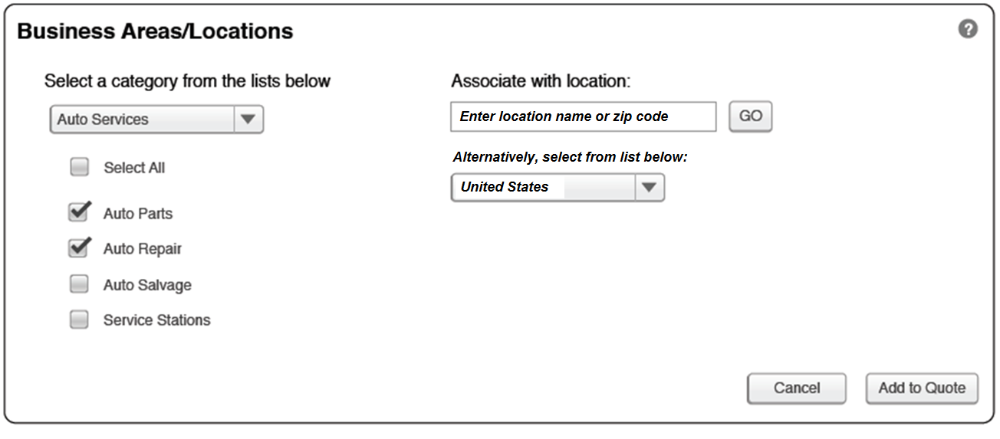 Business Areas/Locations
?
Select a category from the lists below
Auto Services
Select All
Auto Parts
Auto Repair
Auto Salvage
Service Stations
Associate with location:
Enter location name or zip code
GO
Alternatively, select from list below:
United States
Cancel
Add to Quote